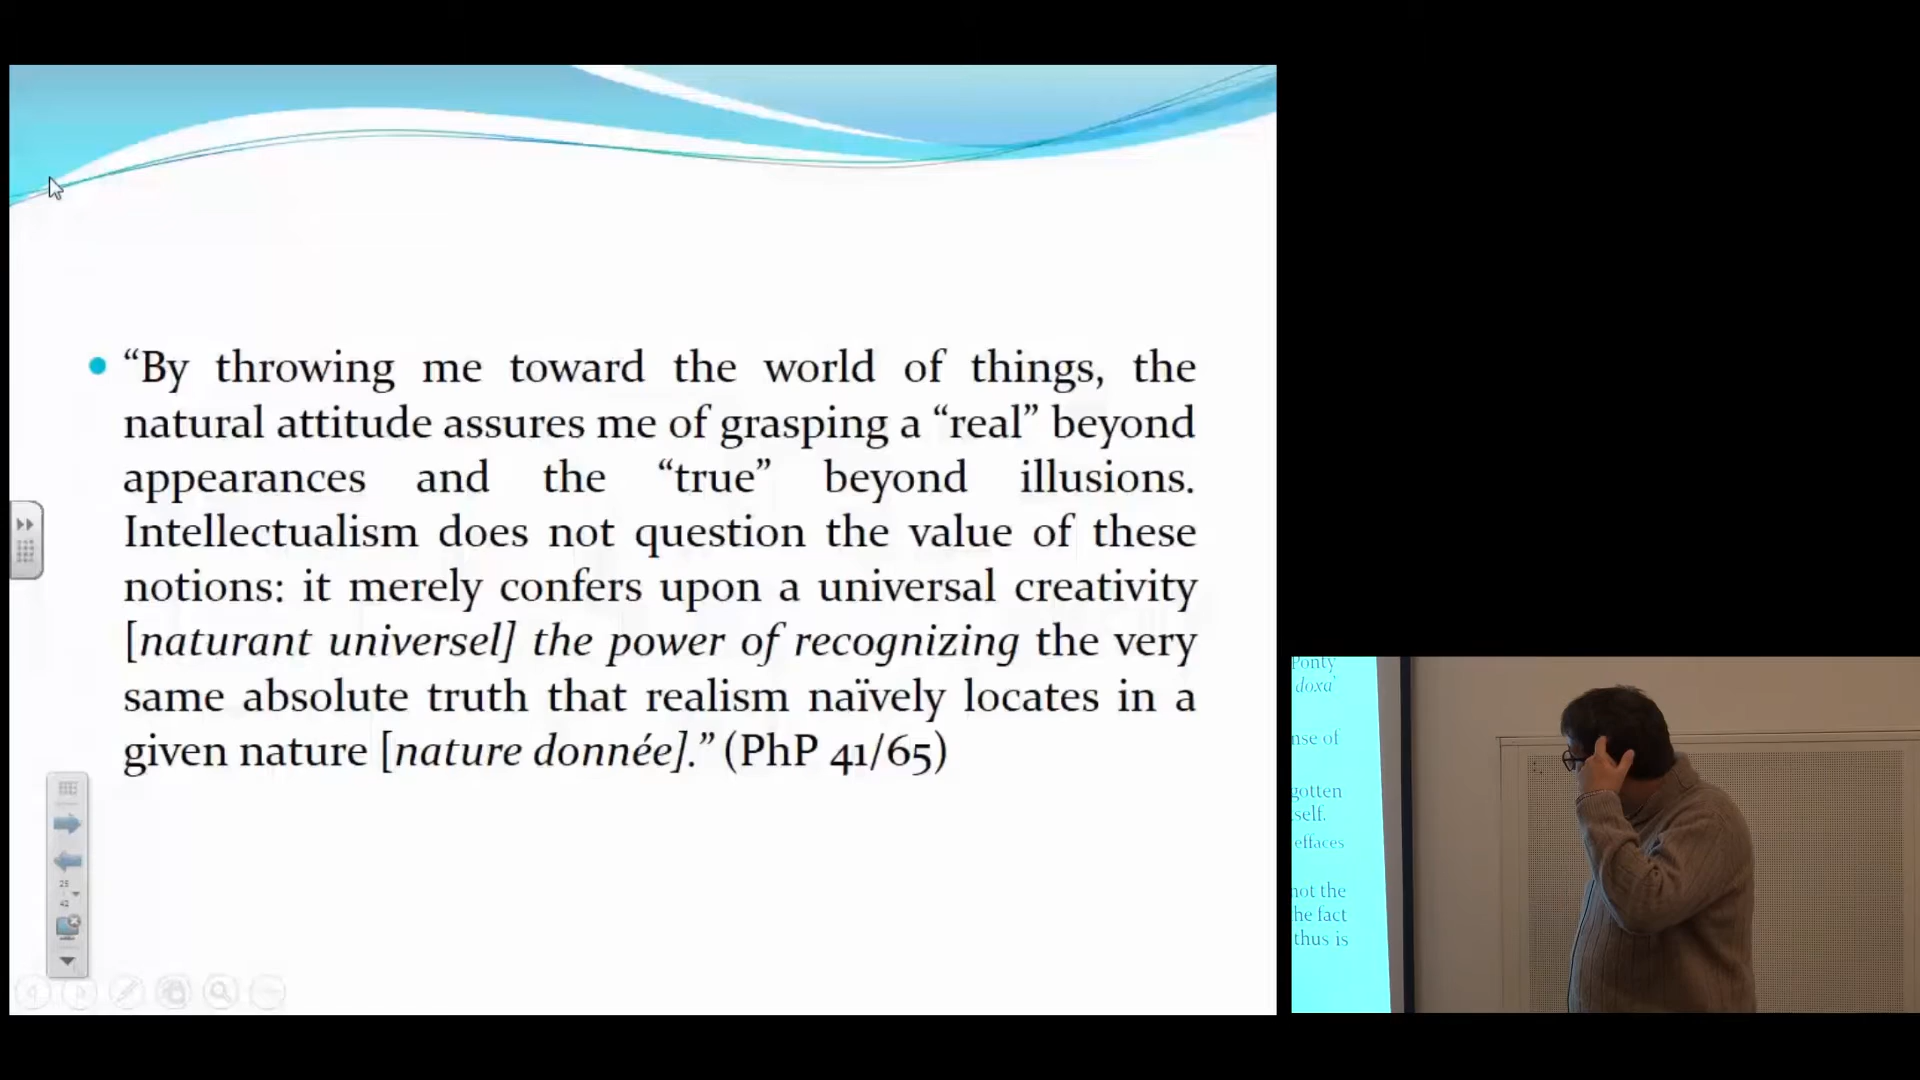 “By throwing me toward the world of things, the
natural attitude assures me of grasping a “real” beyond
appearances and the “true” beyond illusions.
Intellectualism does not question the value of these
notions: it merely confers upon a universal creativity
[naturant universel] the power of recognizing the very
same absolute truth that realism naïvely locates in a
given nature [nature donnée].” (PhP 41/65)
25
42
Ponty
doxa’
nse of
gotten
self.
effaces
not the
he fact
thus is